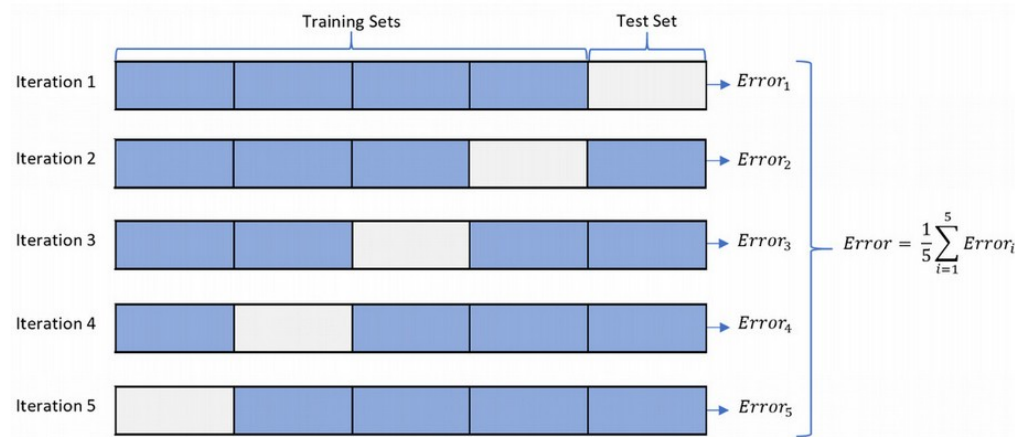 Training Sets
Test Set
Iteration 1
Error₁
Iteration 2
Error₂
Iteration 3
Error₃
Iteration 4
Error₄
Iteration 5
Error₅
Error = 1/5 ∑_{i=1}^{5} Errorᵢ